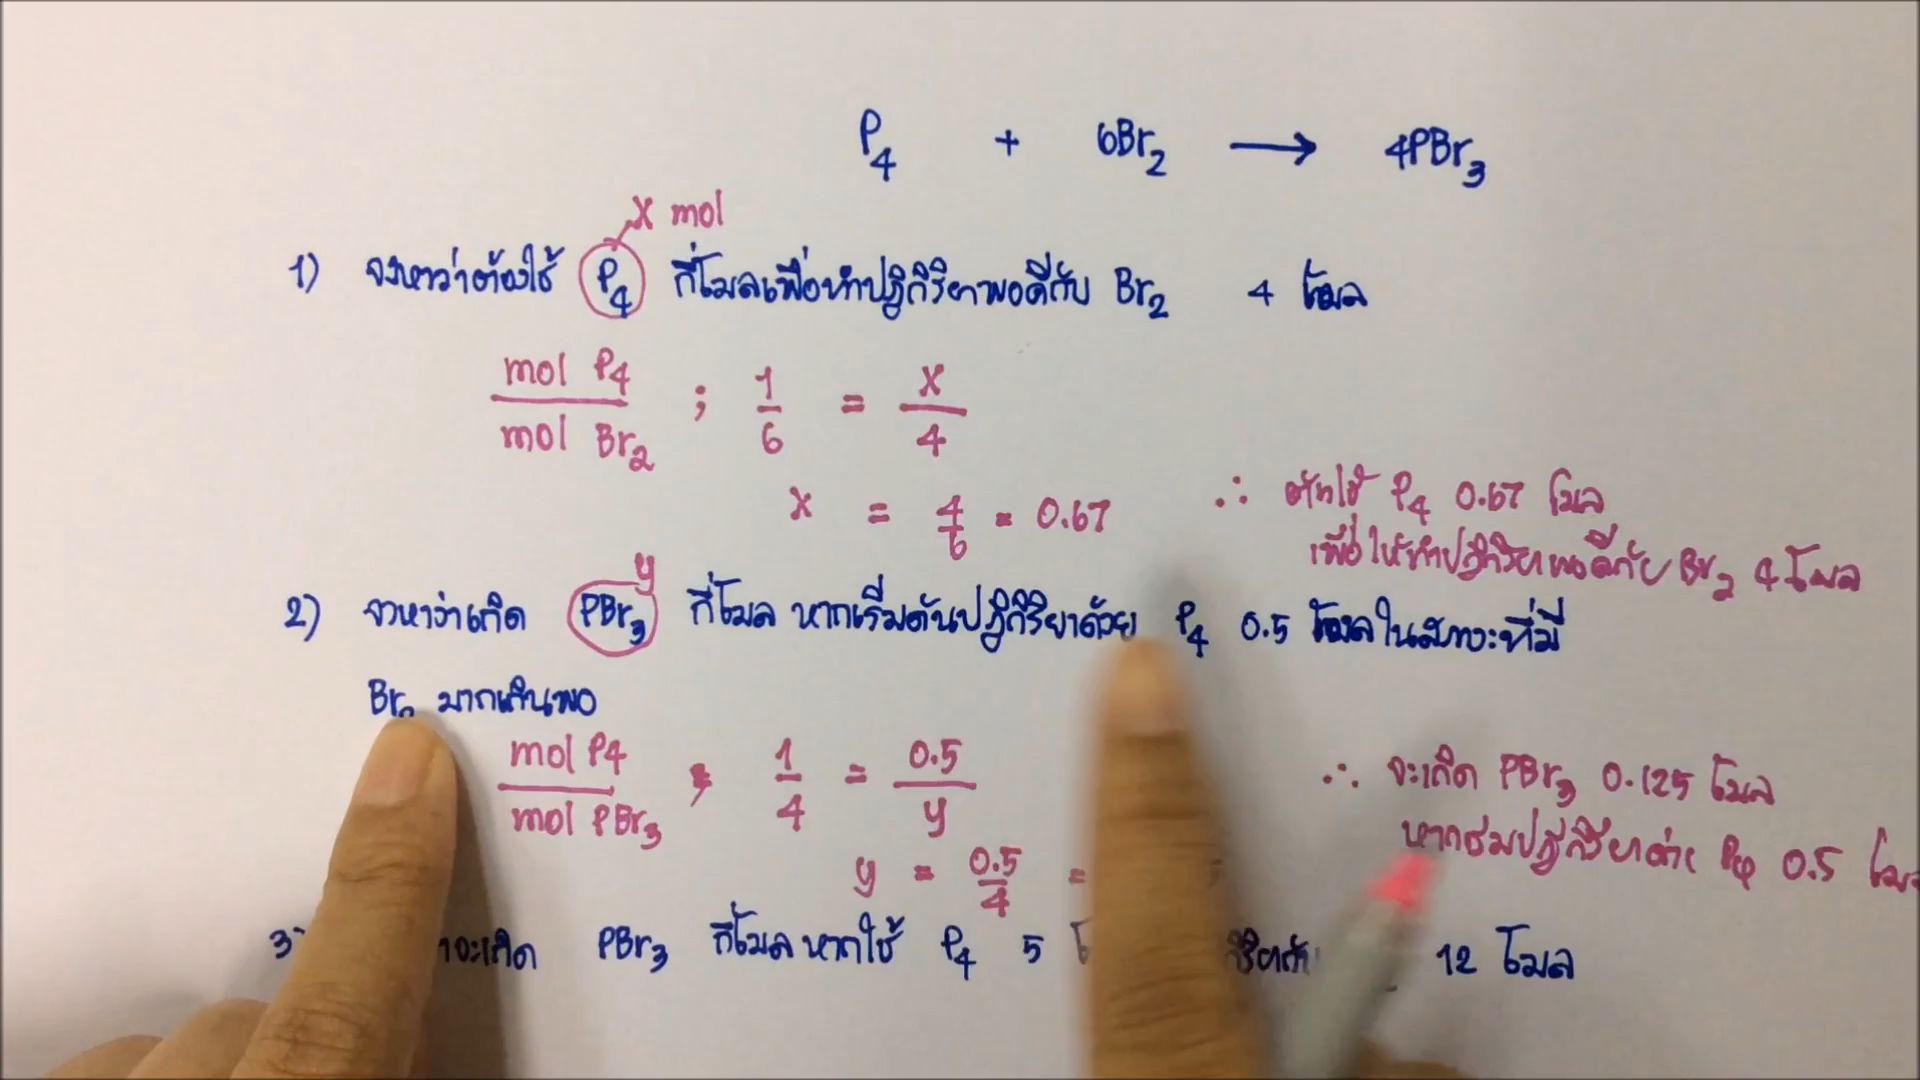 P₄ + 6Br₂ → 4PBr₃
X mol
1) จงหาว่าต้องใช้ P₄ กี่โมลเพื่อทำปฏิกิริยาพอดีกับ Br₂ 4 โมล
mol P₄ / mol Br₂ ; 1/6 = X/4
X = 4/6 = 0.67
∴ ต้องใช้ P₄ 0.67 โมล
เพื่อให้ทำปฏิกิริยาพอดีกับ Br₂ 4 โมล
y
2) จงหาว่าเกิด PBr₃ กี่โมล หากเริ่มต้นปฏิกิริยาด้วย P₄ 0.5 โมลในสภาวะที่มี
Br₂ มากเกินพอ
mol P4 / mol PBr₃ ; 1/4 = 0.5/y
∴ จะเกิด PBr₃ 0.125 โมล
y = 0.5/4 =
P₄ 0.5
3) จะเกิด PBr₃ กี่โมล หากใช้ P₄ 5 12 โมล